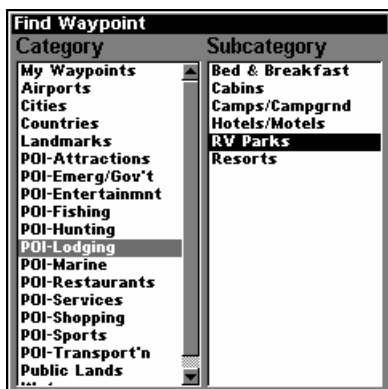 Find Waypoint
Category
My Waypoints
Airports
Cities
Countries
Landmarks
POI-Attractions
POI-Emerg/Gov't
POI-Entertainmnt
POI-Fishing
POI-Hunting
POI-Lodging
POI-Marine
POI-Restaurants
POI-Services
POI-Shopping
POI-Sports
POI-Transport'n
Public Lands
Subcategory
Bed & Breakfast
Cabins
Camps/Campgrnd
Hotels/Motels
RV Parks
Resorts